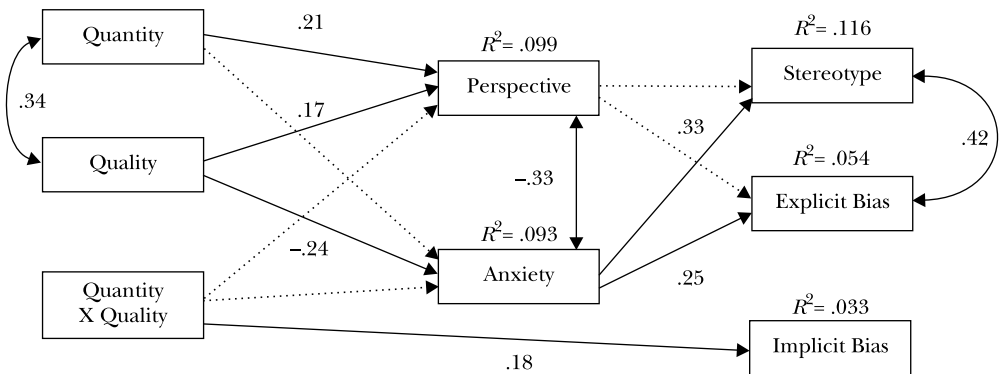 Quantity
.21
R²= .099
R²= .116
Perspective
Stereotype
.34
.17
.33
Quality
R²= .054
.42
–.33
Explicit Bias
–.24
R²= .093
Anxiety
.25
Quantity
X Quality
R²= .033
.18
Implicit Bias